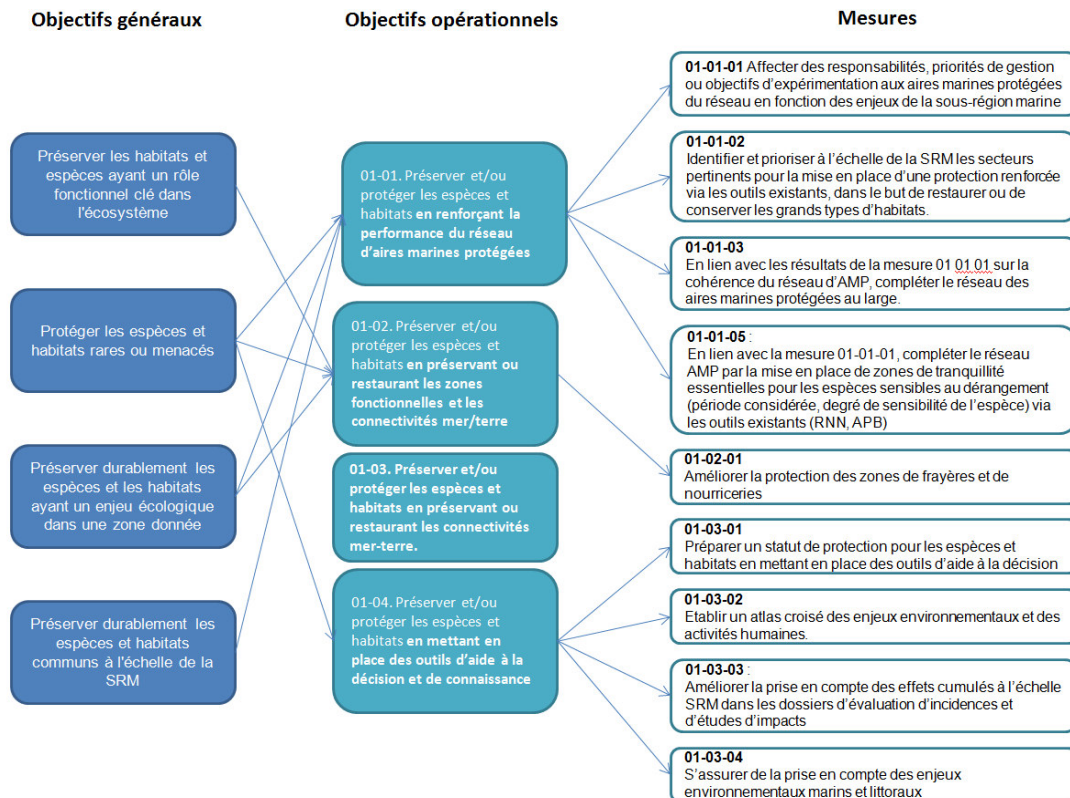 Objectifs généraux
Objectifs opérationnels
Mesures
Préserver les habitats et
espèces ayant un rôle
fonctionnel clé dans
l'écosystème
Protéger les espèces et
habitats rares ou menacés
Préserver durablement les
espèces et les habitats
ayant un enjeu écologique
dans une zone donnée
Préserver durablement les
espèces et habitats
communs à l'échelle de la
SRM
01-01. Préserver et/ou
protéger les espèces et
habitats en renforçant la
performance du réseau
d'aires marines protégées
01-02. Préserver et/ou
protéger les espèces et
habitats en préservant ou
restaurant les zones
fonctionnelles et les
connectivités mer/terre
01-03. Préserver et/ou
protéger les espèces et
habitats en préservant ou
restaurant les connectivités
mer-terre.
01-04. Préserver et/ou
protéger les espèces et
habitats en mettant en
place des outils d'aide à la
décision et de connaissance
01-01-01 Affecter des responsabilités, priorités de gestion
ou objectifs d'expérimentation aux aires marines protégées
du réseau en fonction des enjeux de la sous-région marine
01-01-02
Identifier et prioriser à l'échelle de la SRM les secteurs
pertinents pour la mise en place d'une protection renforcée
via les outils existants, dans le but de restaurer ou de
conserver les grands types d'habitats.
01-01-03
En lien avec les résultats de la mesure 01 01 01 sur la
cohérence du réseau d'AMP, compléter le réseau des
aires marines protégées au large.
01-01-05 :
En lien avec la mesure 01-01-01, compléter le réseau
AMP par la mise en place de zones de tranquillité
essentielles pour les espèces sensibles au dérangement
(période considérée, degré de sensibilité de l'espèce) via
les outils existants (RNN, APB)
01-02-01
Améliorer la protection des zones de frayères et de
nourriceries
01-03-01
Préparer un statut de protection pour les espèces et
habitats en mettant en place des outils d'aide à la décision
01-03-02
Etablir un atlas croisé des enjeux environnementaux et des
activités humaines.
01-03-03 :
Améliorer la prise en compte des effets cumulés à l'échelle
SRM dans les dossiers d'évaluation d'incidences et
d'études d'impacts
01-03-04
S'assurer de la prise en compte des enjeux
environnementaux marins et littoraux